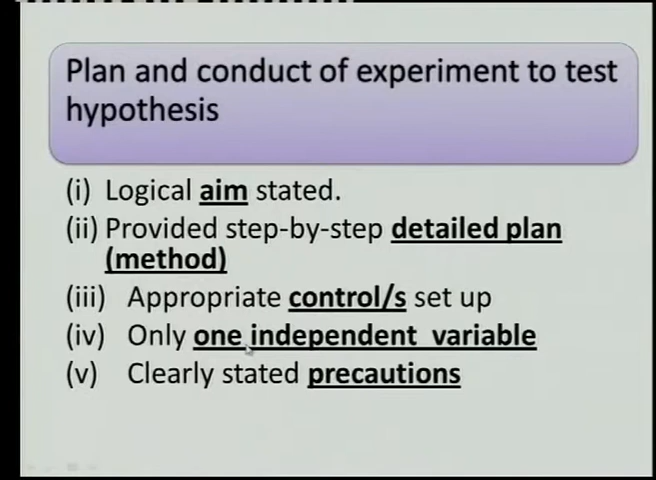 Plan and conduct of experiment to test
hypothesis
(i) Logical aim stated.
(ii) Provided step-by-step detailed plan
(method)
(iii) Appropriate control/s set up
(iv) Only one independent variable
(v) Clearly stated precautions